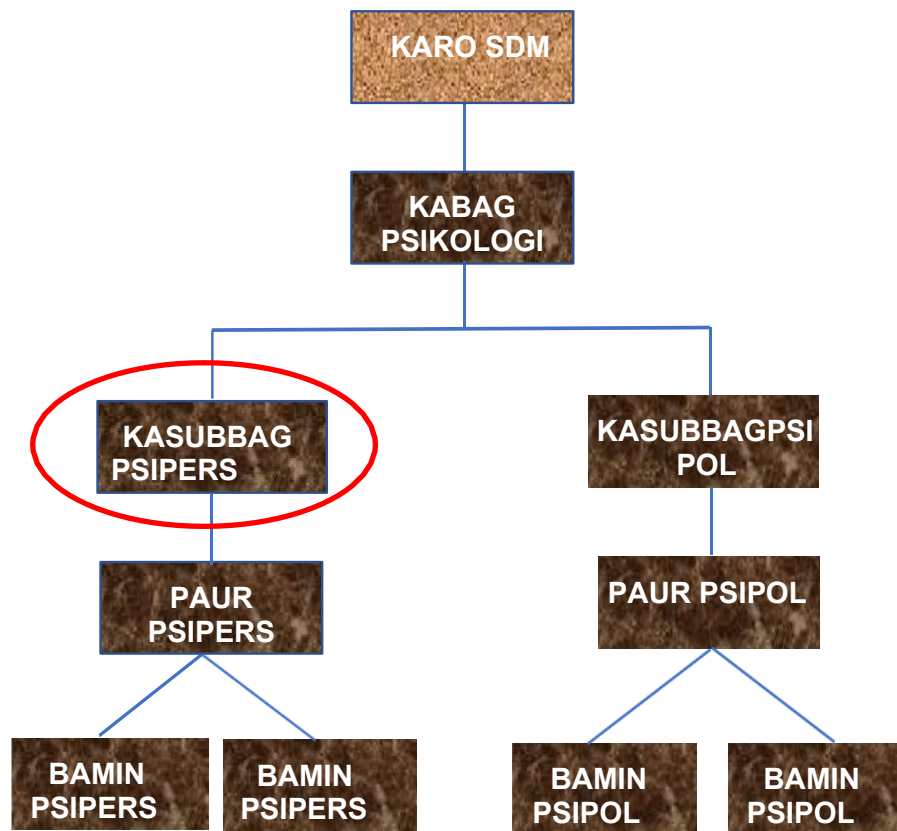 KARO SDM
KABAG
PSIKOLOGI
KASUBBAG
PSIPERS
KASUBBAGPSI
POL
PAUR
PSIPERS
PAUR PSIPOL
BAMIN
PSIPERS
BAMIN
PSIPERS
BAMIN
PSIPOL
BAMIN
PSIPOL